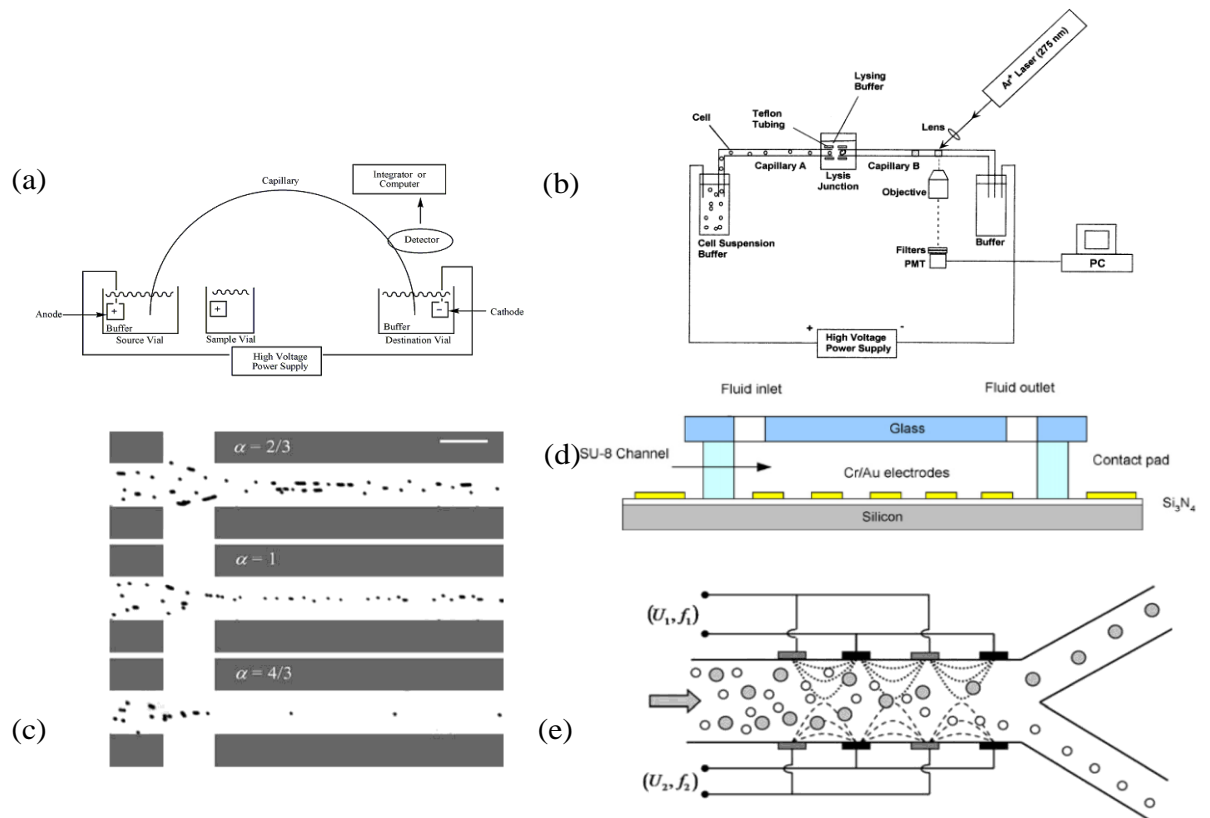 (a)
Capillary
Integrator or
Computer
Detector
Anode
+
Buffer
Source Vial
+
Sample Vial
Buffer
−
Destination Vial
Cathode
High Voltage
Power Supply
(b)
Ar+ Laser (275 nm)
Lysing
Buffer
Teflon
Tubing
Cell
Lens
Capillary A
Lysis
Junction
Capillary B
Objective
Cell Suspension
Buffer
Buffer
Filters
PMT
PC
+
-
High Voltage
Power Supply
(c)
α = 2/3
α = 1
α = 4/3
(d)
Fluid inlet
Fluid outlet
Glass
SU-8 Channel
Cr/Au electrodes
Contact pad
Si3N4
Silicon
(e)
(U1, f1)
(U2, f2)